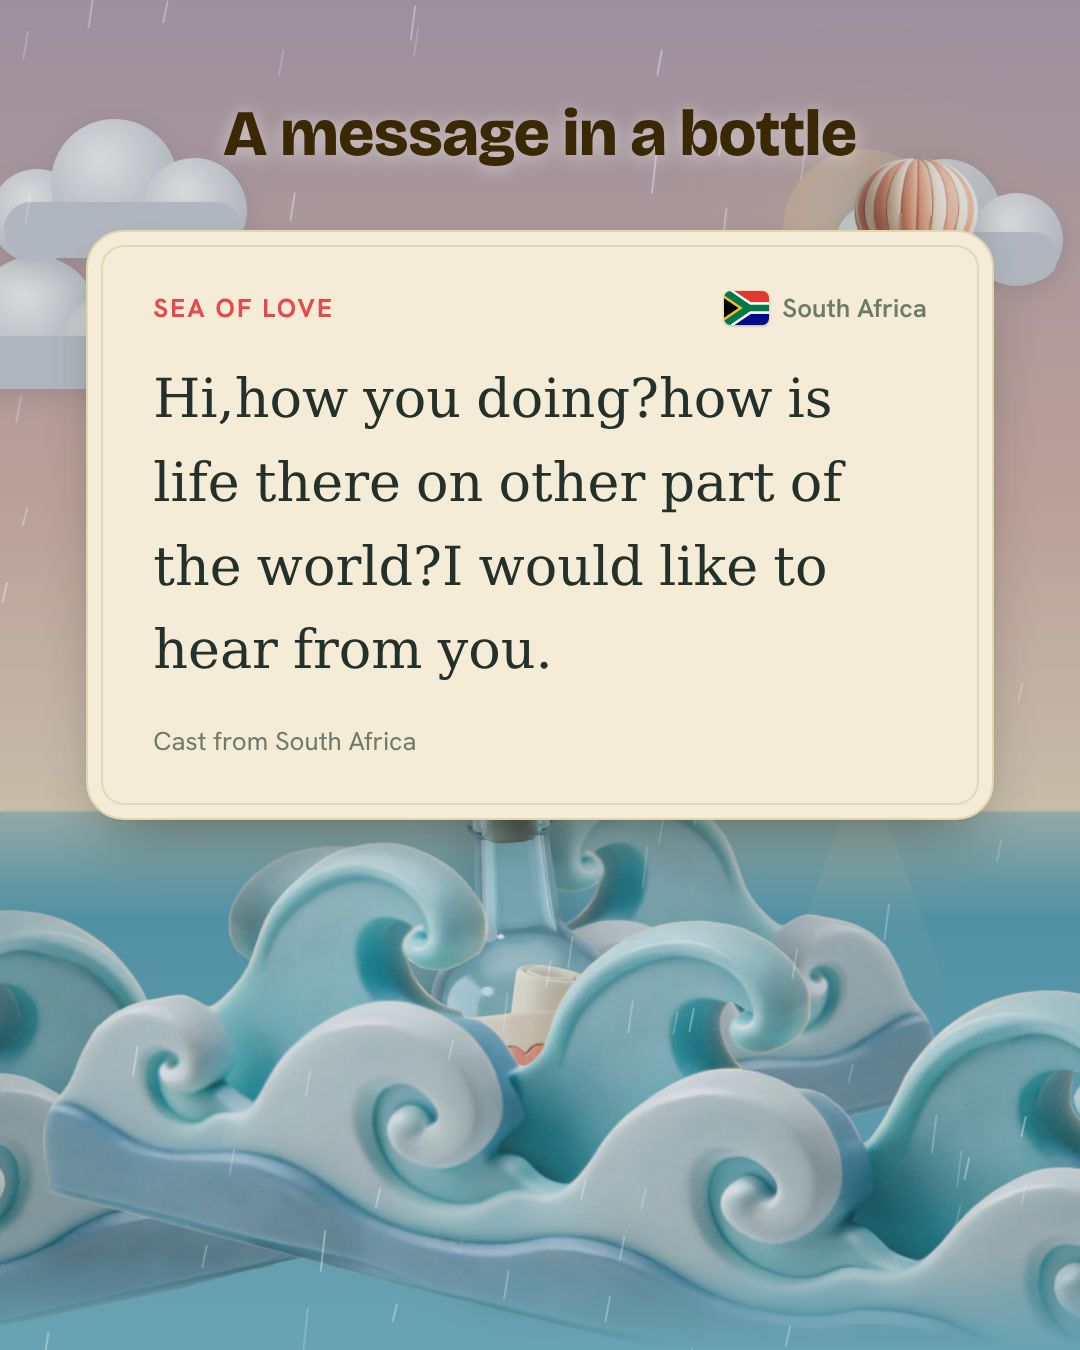 A message in a bottle
SEA OF LOVE
South Africa
Hi,how you doing?how is
life there on other part of
the world?I would like to
hear from you.
Cast from South Africa